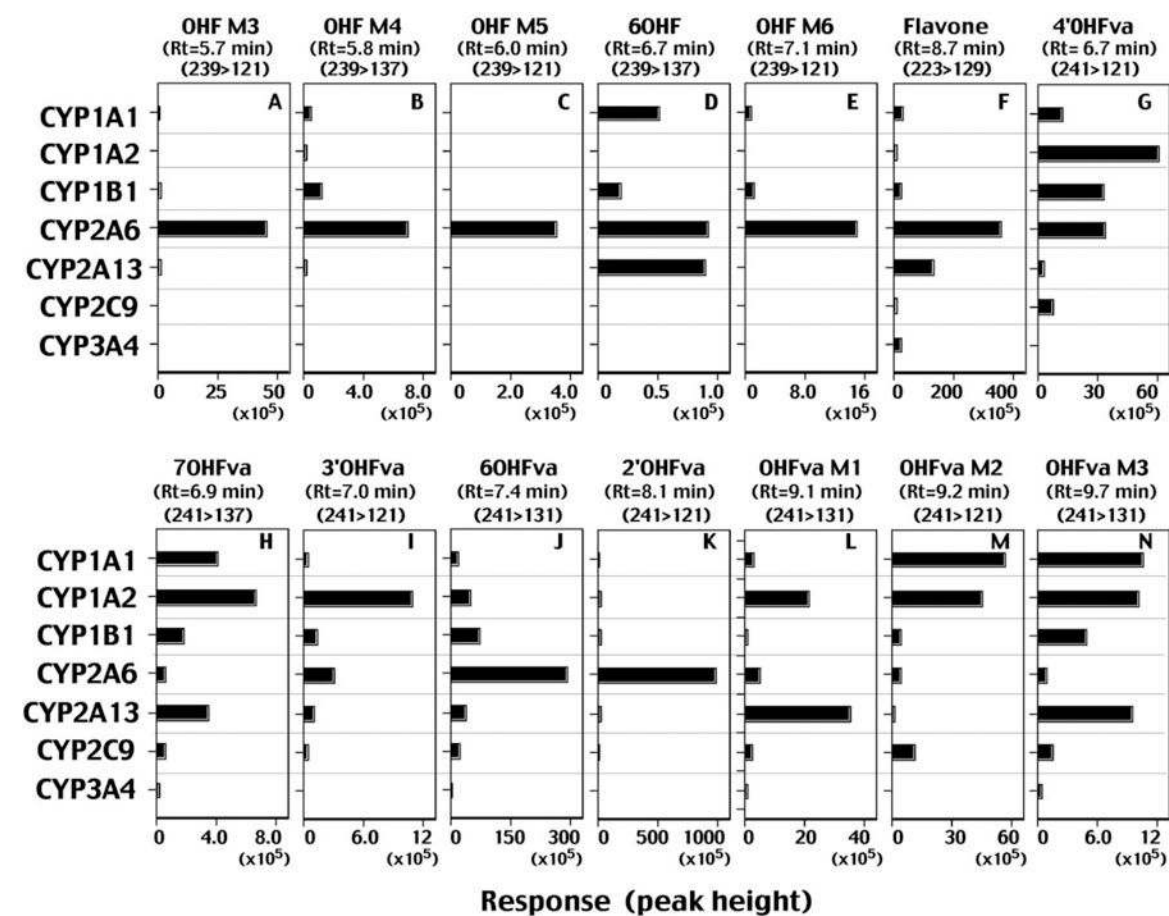 OHF M3 OHF M4 OHF M5 6OHF OHF M6 Flavone 4'OHFva
(Rt=5.7 min) (Rt=5.8 min) (Rt=6.0 min) (Rt=6.7 min) (Rt=7.1 min) (Rt=8.7 min) (Rt=6.7 min)
(239>121) (239>137) (239>121) (239>137) (239>121) (223>129) (241>121)
A B C D E F G
CYP1A1
CYP1A2
CYP1B1
CYP2A6
CYP2A13
CYP2C9
CYP3A4
0 25 50 0 4.0 8.0 0 2.0 4.0 0 0.5 1.0 0 8 16 0 200 400 0 30 60
(x10⁵) (x10⁵) (x10⁵) (x10⁵) (x10⁵) (x10⁵) (x10⁵)
7OHFva 3'OHFva 6OHFva 2'OHFva OHFva M1 OHFva M2 OHFva M3
(Rt=6.9 min) (Rt=7.0 min) (Rt=7.4 min) (Rt=8.1 min) (Rt=9.1 min) (Rt=9.2 min) (Rt=9.7 min)
(241>137) (241>121) (241>131) (241>121) (241>131) (241>121) (241>131)
H I J K L M N
CYP1A1
CYP1A2
CYP1B1
CYP2A6
CYP2A13
CYP2C9
CYP3A4
0 4.0 8.0 0 6.0 12 0 150 300 0 500 1000 0 20 40 0 30 60 0 6.0 12
(x10⁵) (x10⁵) (x10⁵) (x10⁵) (x10⁵) (x10⁵) (x10⁵)
Response (peak height)